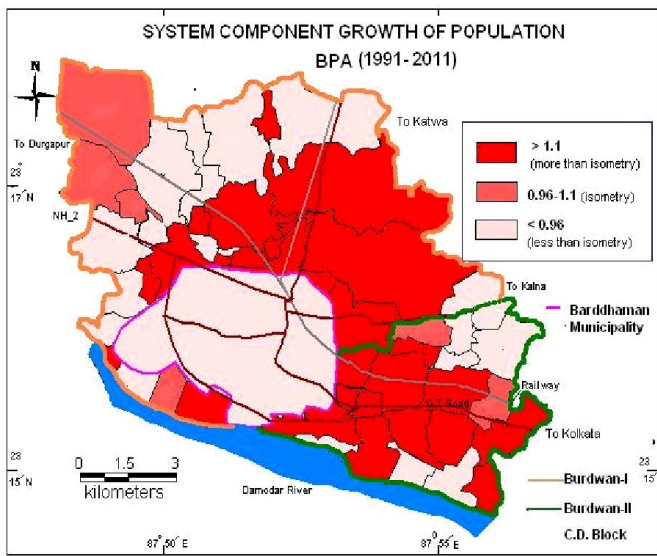 SYSTEM COMPONENT GROWTH OF POPULATION
BPA (1991-2011)
N
To Katwa
To Durgapur
> 1.1
(more than isometry)
0.96-1.1 (isometry)
< 0.96
(less than isometry)
23
17 N
NH_2
To Kalna
Barddhaman
Municipality
Railway
G.T. Road
To Kolkata
23
15 N
0 1.5 3
kilometers
Damodar River
Burdwan-I
Burdwan-II
C.D. Block
87° 50 E
87° 55 E